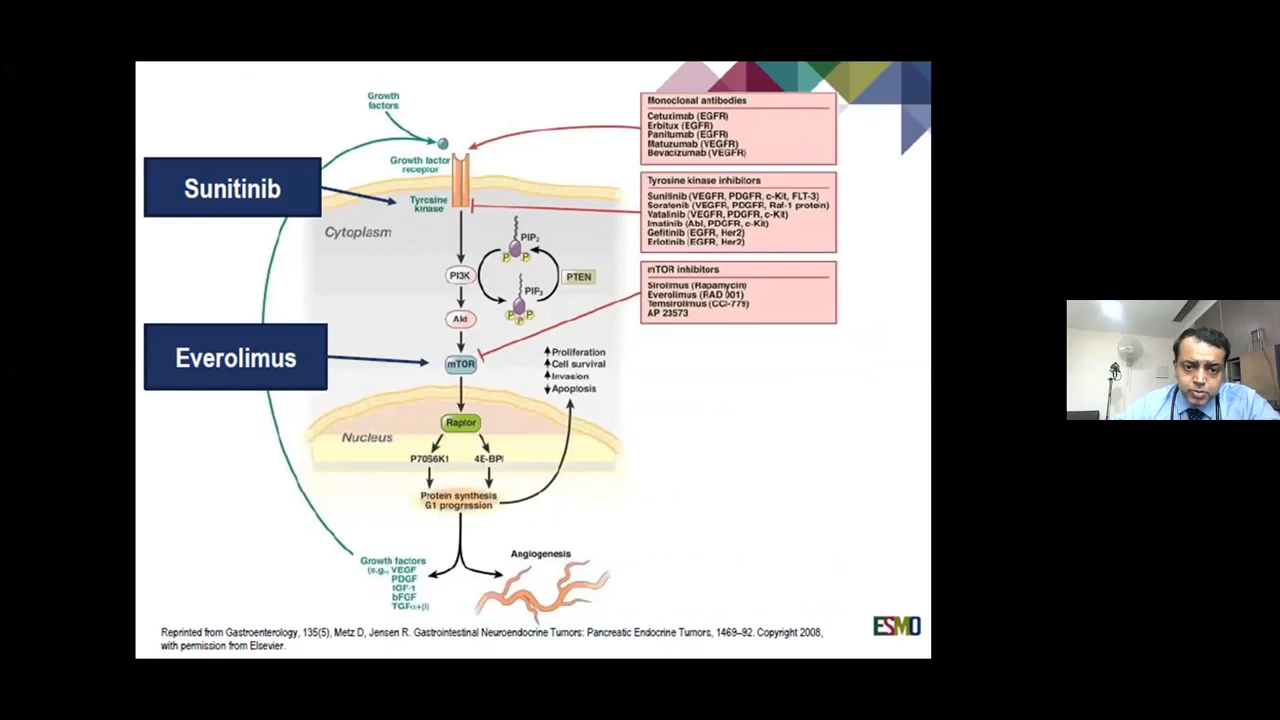 Growth
factors
Growth factor
receptor
Tyrosine
kinase
Sunitinib
Cytoplasm
PI3K
PIP2
P P
PTEN
PIP3
P P P
Akt
Everolimus
mTOR
Proliferation
Cell survival
Invasion
Apoptosis
Nucleus
Raptor
P70S6K1
4E-BPI
Protein synthesis
G1 progression
Growth factors
(e.g., VEGF
PDGF
IGF-1
bFGF
TGFα+β)
Angiogenesis
Monoclonal antibodies
Cetuximab (EGFR)
Erbitux (EGFR)
Panitumab (EGFR)
Matuzumab (VEGFR)
Bevacizumab (VEGFR)
Tyrosine kinase inhibitors
Sunitinib (VEGFR, PDGFR, c-Kit, FLT-3)
Sorafenib (VEGFR, PDGFR, Raf-1 protein)
Vatalinib (VEGFR, PDGFR, c-Kit)
Imatinib (Abl, PDGFR, c-Kit)
Gefitinib (EGFR, Her2)
Erlotinib (EGFR, Her2)
mTOR inhibitors
Sirolimus (Rapamycin)
Everolimus (RAD 001)
Temsirolimus (CCI-779)
AP 23573
Reprinted from Gastroenterology, 135(5), Metz D, Jensen R. Gastrointestinal Neuroendocrine Tumors: Pancreatic Endocrine Tumors, 1469–92. Copyright 2008,
with permission from Elsevier.
ESMO